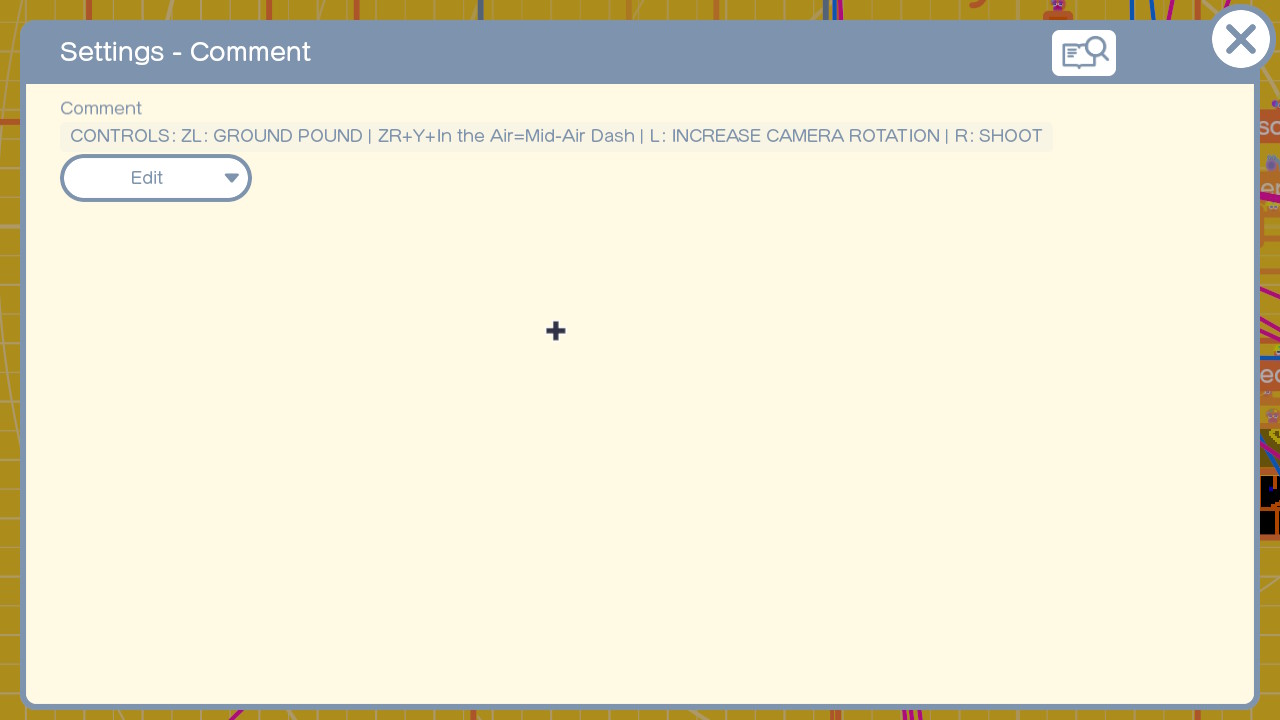 Settings - Comment
Comment
CONTROLS: ZL: GROUND POUND | ZR+Y+In the Air=Mid-Air Dash | L: INCREASE CAMERA ROTATION | R: SHOOT
Edit